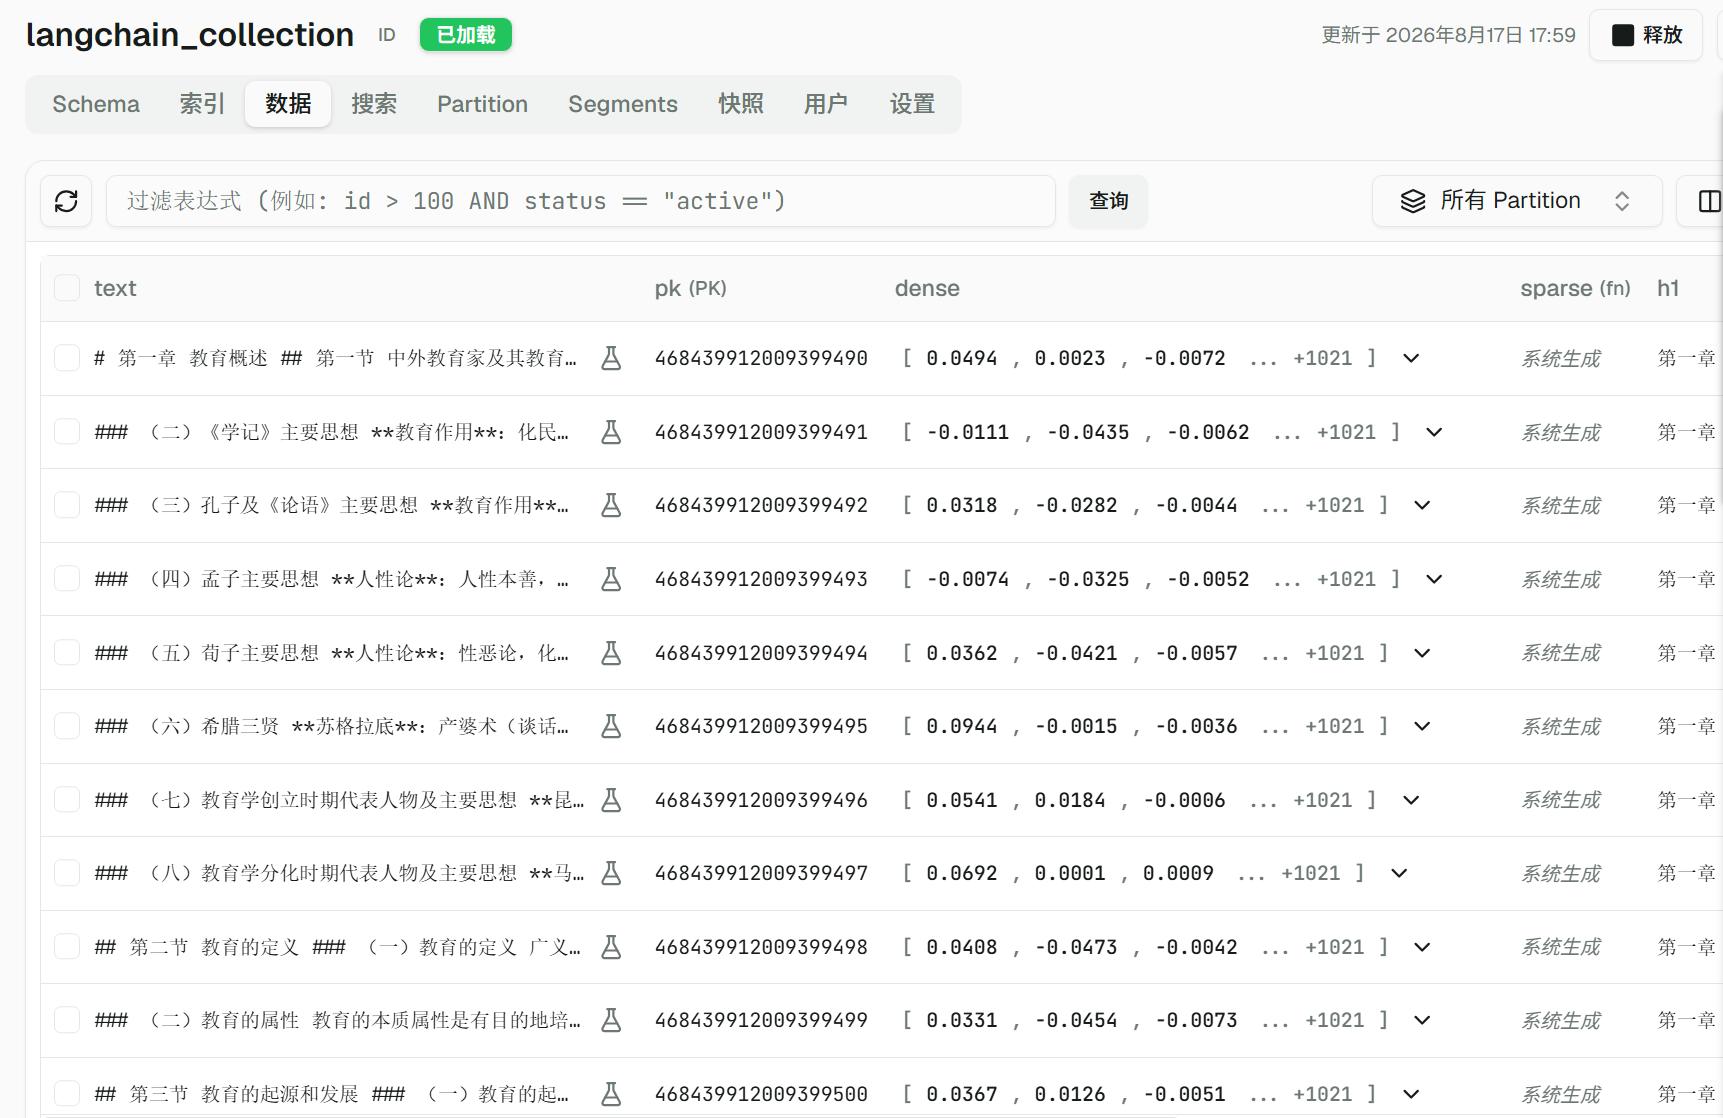 langchain_collection ID 已加载 更新于 2026年8月17日 17:59 释放
Schema 索引 数据 搜索 Partition Segments 快照 用户 设置
过滤表达式 (例如: id > 100 AND status == "active") 查询 所有 Partition
text pk (PK) dense sparse (fn) h1
# 第一章 教育概述 ## 第一节 中外教育家及其教育… 468439912009399490 [ 0.0494 , 0.0023 , -0.0072 ... +1021 ] 系统生成 第一章
### （二）《学记》主要思想 **教育作用**: 化民… 468439912009399491 [ -0.0111 , -0.0435 , -0.0062 ... +1021 ] 系统生成 第一章
### （三）孔子及《论语》主要思想 **教育作用**… 468439912009399492 [ 0.0318 , -0.0282 , -0.0044 ... +1021 ] 系统生成 第一章
### （四）孟子主要思想 **人性论**: 人性本善, … 468439912009399493 [ -0.0074 , -0.0325 , -0.0052 ... +1021 ] 系统生成 第一章
### （五）荀子主要思想 **人性论**: 性恶论, 化… 468439912009399494 [ 0.0362 , -0.0421 , -0.0057 ... +1021 ] 系统生成 第一章
### （六）希腊三贤 **苏格拉底**: 产婆术（谈话… 468439912009399495 [ 0.0944 , -0.0015 , -0.0036 ... +1021 ] 系统生成 第一章
### （七）教育学创立时期代表人物及主要思想 **昆… 468439912009399496 [ 0.0541 , 0.0184 , -0.0006 ... +1021 ] 系统生成 第一章
### （八）教育学分化时期代表人物及主要思想 **马… 468439912009399497 [ 0.0692 , 0.0001 , 0.0009 ... +1021 ] 系统生成 第一章
## 第二节 教育的定义 ### （一）教育的定义 广义… 468439912009399498 [ 0.0408 , -0.0473 , -0.0042 ... +1021 ] 系统生成 第一章
### （二）教育的属性 教育的本质属性是有目的地培… 468439912009399499 [ 0.0331 , -0.0454 , -0.0073 ... +1021 ] 系统生成 第一章
## 第三节 教育的起源和发展 ### （一）教育的起… 468439912009399500 [ 0.0367 , 0.0126 , -0.0051 ... +1021 ] 系统生成 第一章